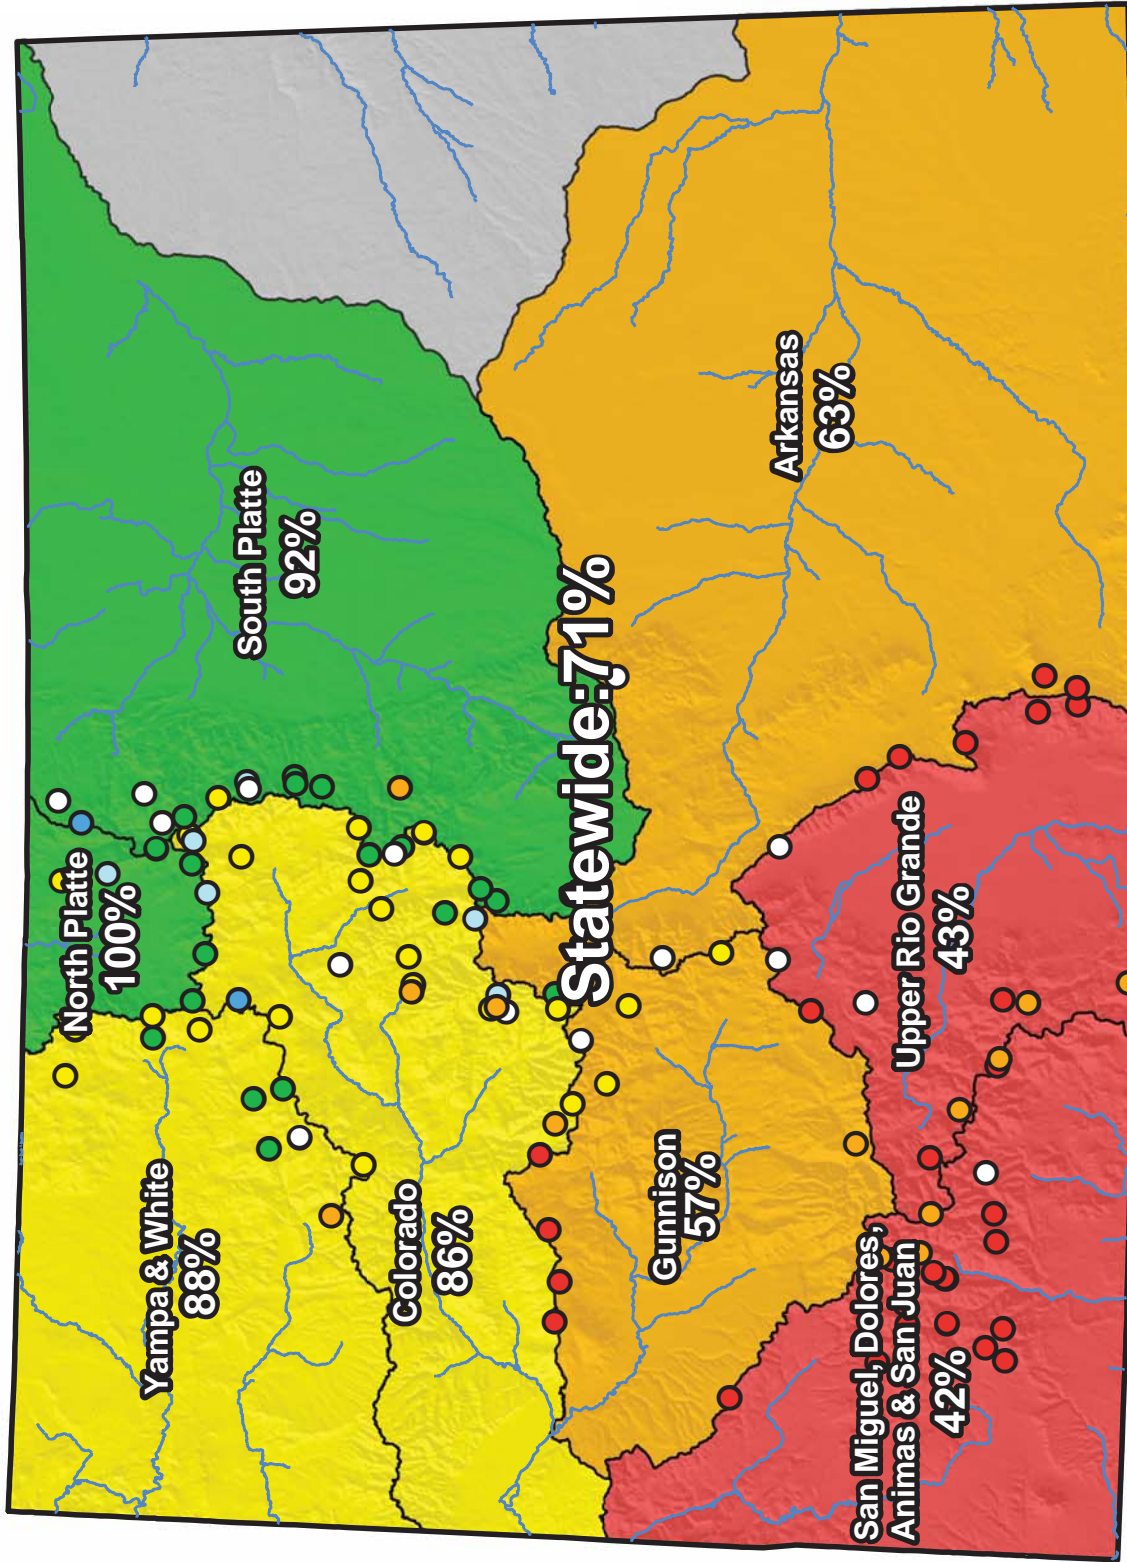 North Platte
100%
Yampa & White
88%
South Platte
92%
Colorado
86%
Statewide:71%
Gunnison
57%
Arkansas
63%
San Miguel, Dolores,
Animas & San Juan
42%
Upper Rio Grande
43%